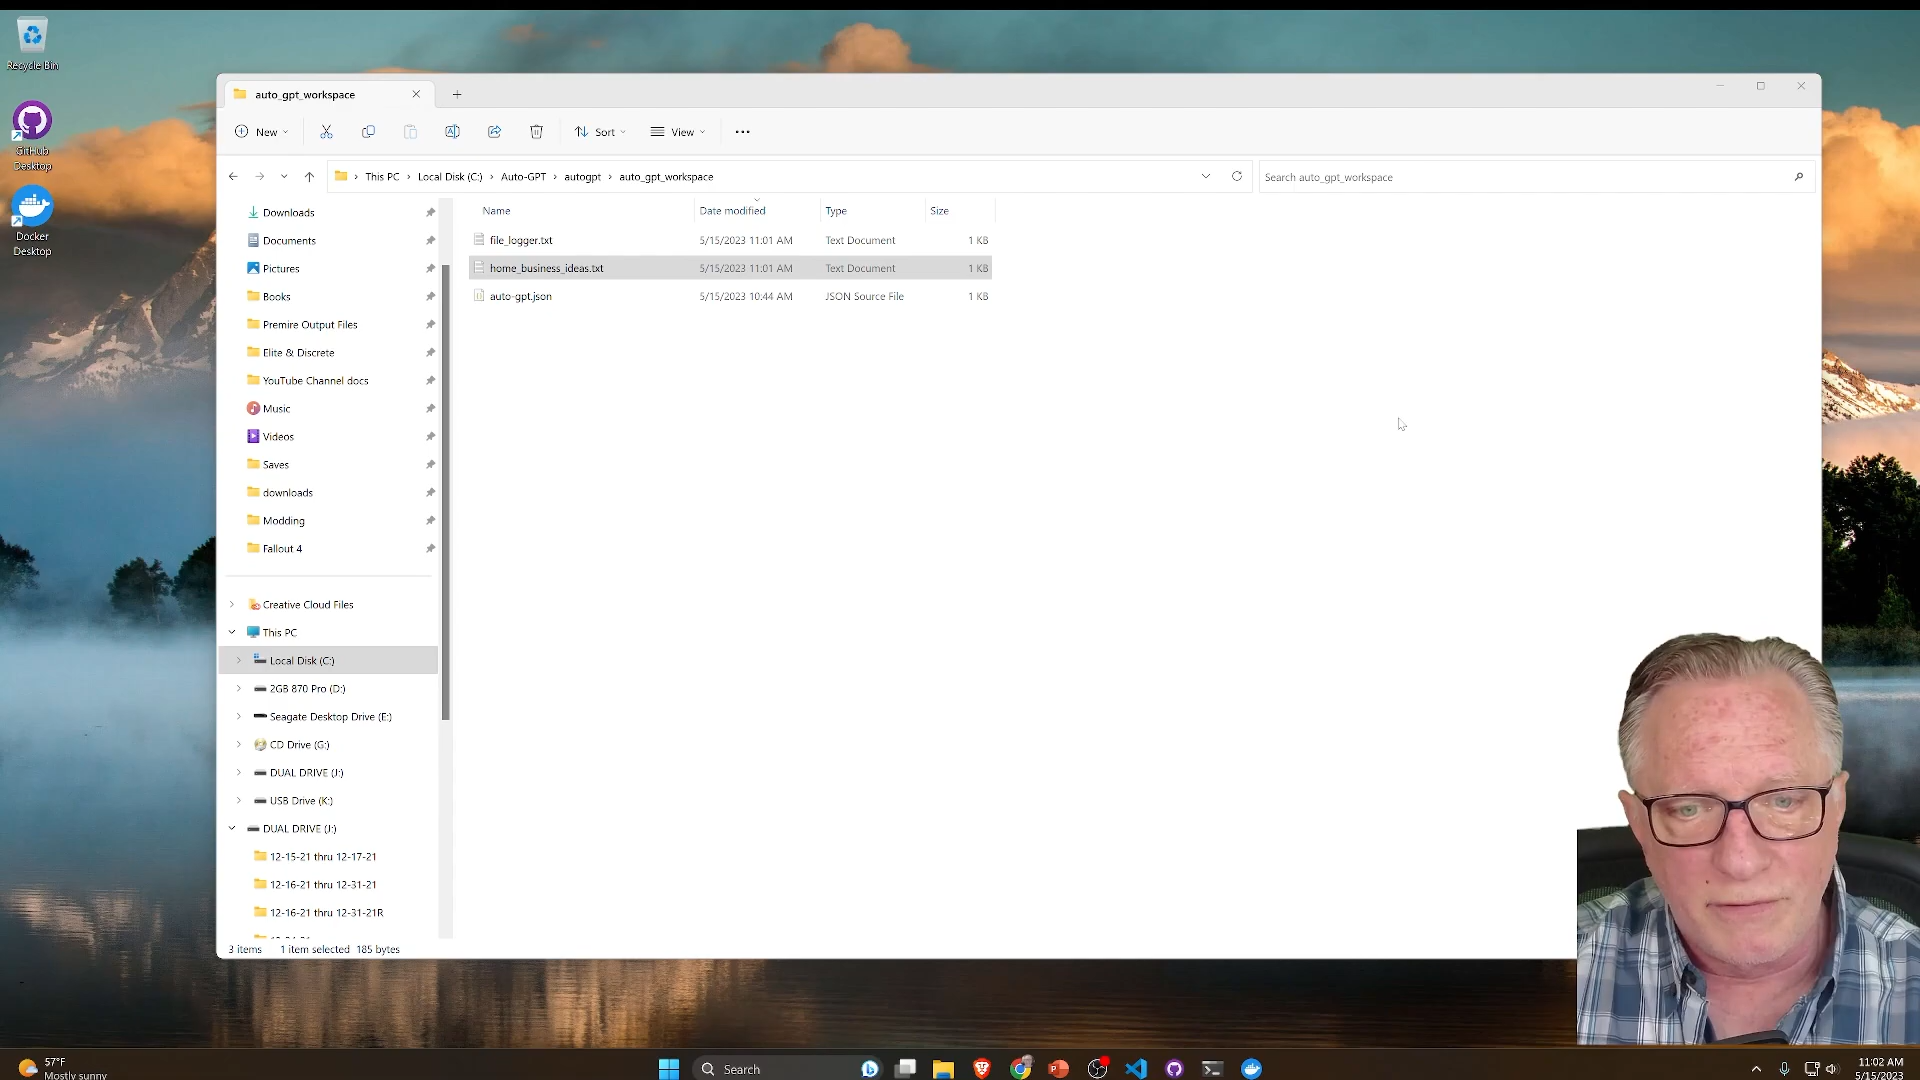 Recycle Bin
GitHub
Desktop
Docker
Desktop
auto_gpt_workspace
New
Sort
View
This PC
Local Disk (C:)
Auto-GPT
autogpt
auto_gpt_workspace
Search auto_gpt_workspace
Name
Date modified
Type
Size
file_logger.txt
5/15/2023 11:01 AM
Text Document
1 KB
home_business_ideas.txt
5/15/2023 11:01 AM
Text Document
1 KB
auto-gpt.json
5/15/2023 10:44 AM
JSON Source File
1 KB
Downloads
Documents
Pictures
Books
Premire Output Files
Elite & Discrete
YouTube Channel docs
Music
Videos
Saves
downloads
Modding
Fallout 4
Creative Cloud Files
This PC
Local Disk (C:)
2GB 870 Pro (D:)
Seagate Desktop Drive (E:)
CD Drive (G:)
DUAL DRIVE (J:)
USB Drive (K:)
DUAL DRIVE (J:)
12-15-21 thru 12-17-21
12-16-21 thru 12-31-21
12-16-21 thru 12-31-21R
3 items
1 item selected 185 bytes
57°F
Mostly sunny
Search
11:02 AM
5/15/2023